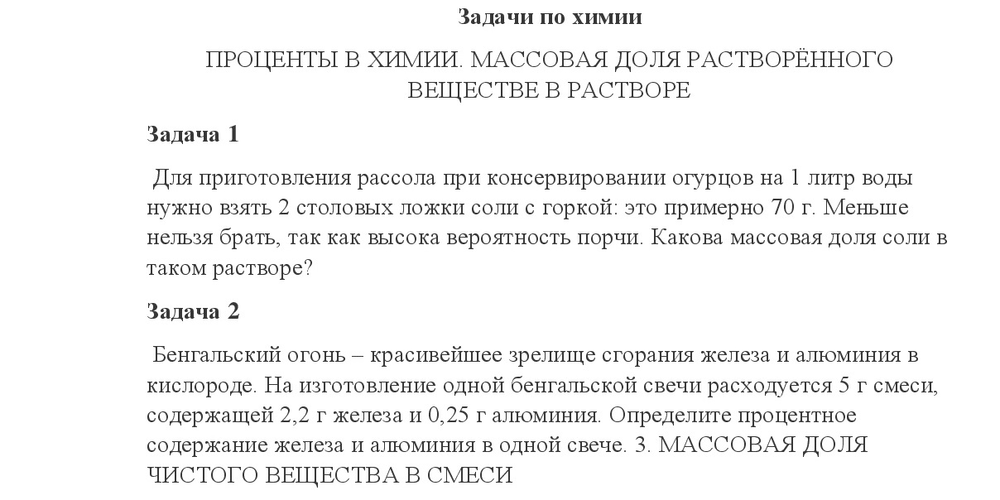 Задачи по химии
ПРОЦЕНТЫ В ХИМИИ. МАССОВАЯ ДОЛЯ РАСТВОРЁННОГО
ВЕЩЕСТВЕ В РАСТВОРЕ
Задача 1
Для приготовления рассола при консервировании огурцов на 1 литр воды
нужно взять 2 столовых ложки соли с горкой: это примерно 70 г. Меньше
нельзя брать, так как высока вероятность порчи. Какова массовая доля соли в
таком растворе?
Задача 2
Бенгальский огонь – красивейшее зрелище сгорания железа и алюминия в
кислороде. На изготовление одной бенгальской свечи расходуется 5 г смеси,
содержащей 2,2 г железа и 0,25 г алюминия. Определите процентное
содержание железа и алюминия в одной свече. 3. МАССОВАЯ ДОЛЯ
ЧИСТОГО ВЕЩЕСТВА В СМЕСИ